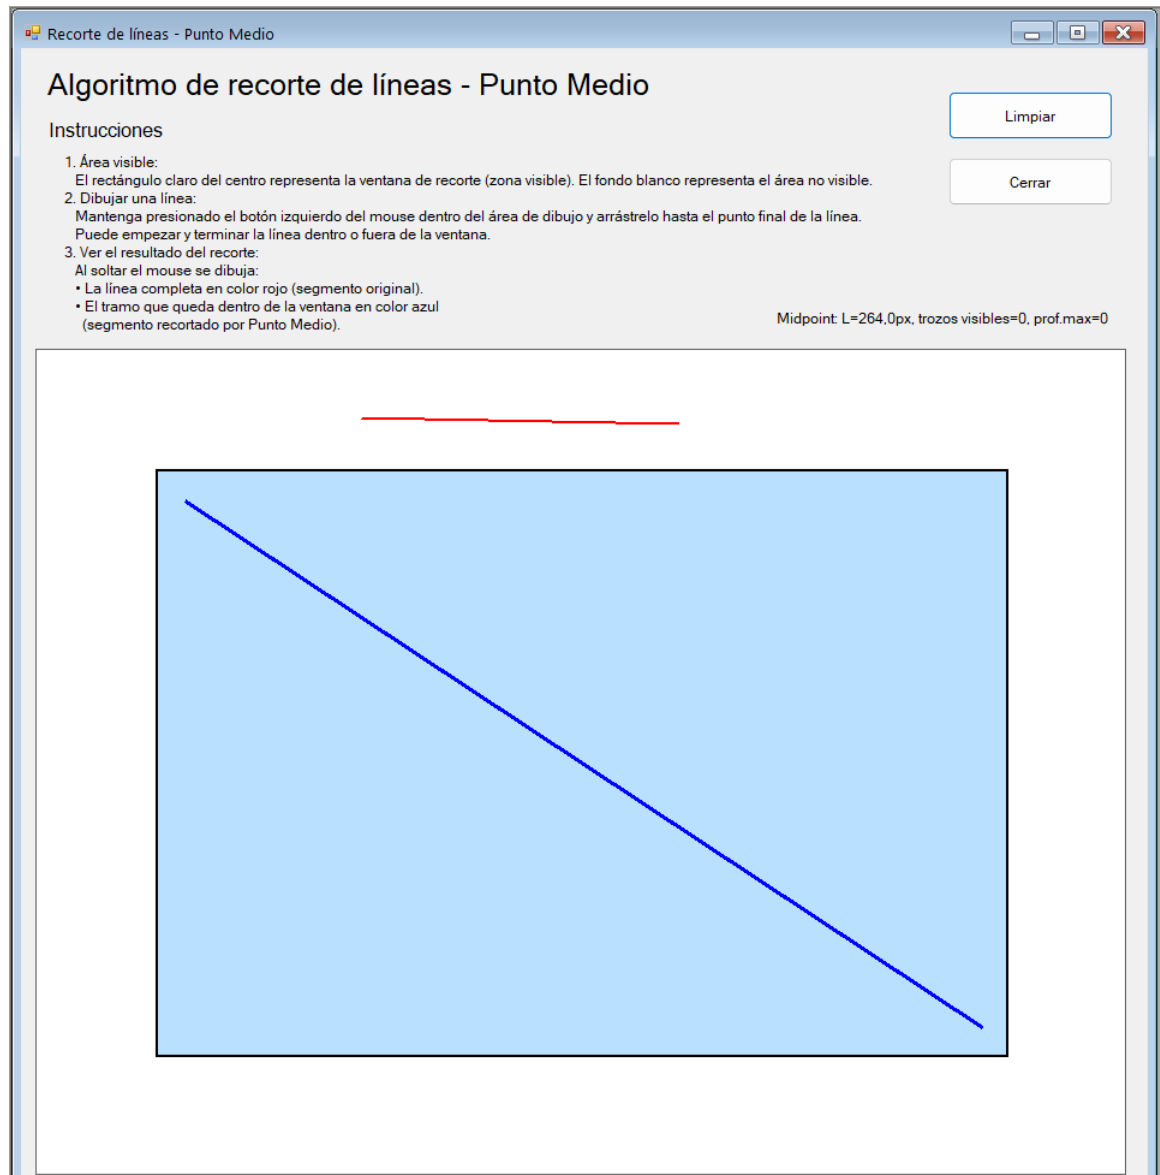 Recorte de líneas - Punto Medio
Algoritmo de recorte de líneas - Punto Medio
Limpiar
Instrucciones
1. Área visible:
El rectángulo claro del centro representa la ventana de recorte (zona visible). El fondo blanco representa el área no visible.
Cerrar
2. Dibujar una línea:
Mantenga presionado el botón izquierdo del mouse dentro del área de dibujo y arrástrelo hasta el punto final de la línea.
Puede empezar y terminar la línea dentro o fuera de la ventana.
3. Ver el resultado del recorte:
Al soltar el mouse se dibuja:
• La línea completa en color rojo (segmento original).
• El tramo que queda dentro de la ventana en color azul
(segmento recortado por Punto Medio).
Midpoint: L=264,0px, trozos visibles=0, prof.max=0